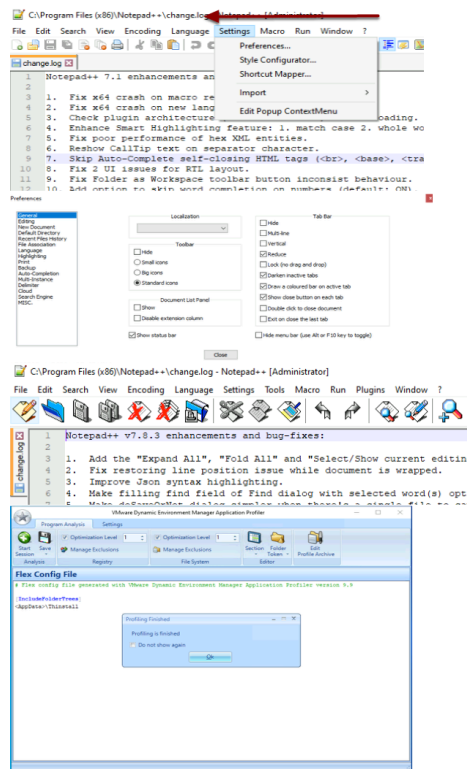 C:\Program Files (x86)\Notepad++\change.log - Notepad++ [Administrator]
File Edit Search View Encoding Language Settings Macro Run Window ?
Preferences...
Style Configurator...
Shortcut Mapper...
Import
Edit Popup ContextMenu
change.log
1 Notepad++ 7.1 enhancements an
2
3 1. Fix x64 crash on macro re
4 2. Fix x64 crash on new lang
5 3. Check plugin architecture oading.
6 4. Enhance Smart Highlighting feature: 1. match case 2. whole wo
7 5. Fix poor performance of hex XML entities.
8 6. Reshow CallTip text on separator character.
9 7. Skip Auto-Complete self-closing HTML tags (<br>, <base>, <tra
10 8. Fix 2 UI issues for RTL layout.
11 9. Fix Folder as Workspace toolbar button inconsist behaviour.
12 10. Add option to skip word completion on numbers (default: ON)
Preferences
General
Editing
New Document
Default Directory
Recent Files History
File Association
Language
Highlighting
Print
Backup
Auto-Completion
Multi-Instance
Delimiter
Cloud
Search Engine
MISC.
Localization
Toolbar
Hide
Small icons
Big icons
Standard icons
Document List Panel
Show
Disable extension column
Show status bar
Tab Bar
Hide
Multi-line
Vertical
Reduce
Lock (no drag and drop)
Darken inactive tabs
Draw a coloured bar on active tab
Show close button on each tab
Double click to close document
Exit on close the last tab
Hide menu bar (use Alt or F10 key to toggle)
Close
C:\Program Files (x86)\Notepad++\change.log - Notepad++ [Administrator]
File Edit Search View Encoding Language Settings Tools Macro Run Plugins Window ?
change.log
1 Notepad++ v7.8.3 enhancements and bug-fixes:
2
3 1. Add the "Expand All", "Fold All" and "Select/Show current editin
4 2. Fix restoring line position issue while document is wrapped.
5 3. Improve Json syntax highlighting.
6 4. Make filling find field of Find dialog with selected word(s) opt
VMware Dynamic Environment Manager Application Profiler
Program Analysis Settings
Start Session
Save
Analysis
Optimization Level 1
Manage Exclusions
Registry
Optimization Level 1
Manage Exclusions
File System
Section
Folder Token
Editor
Edit Profile Archive
Flex Config File
# Flex config file generated with VMware Dynamic Environment Manager Application Profiler version 9.9
[IncludeFolderTrees]
<AppData>\Thinstall
Profiling Finished
Profiling is finished
Do not show again
Ok